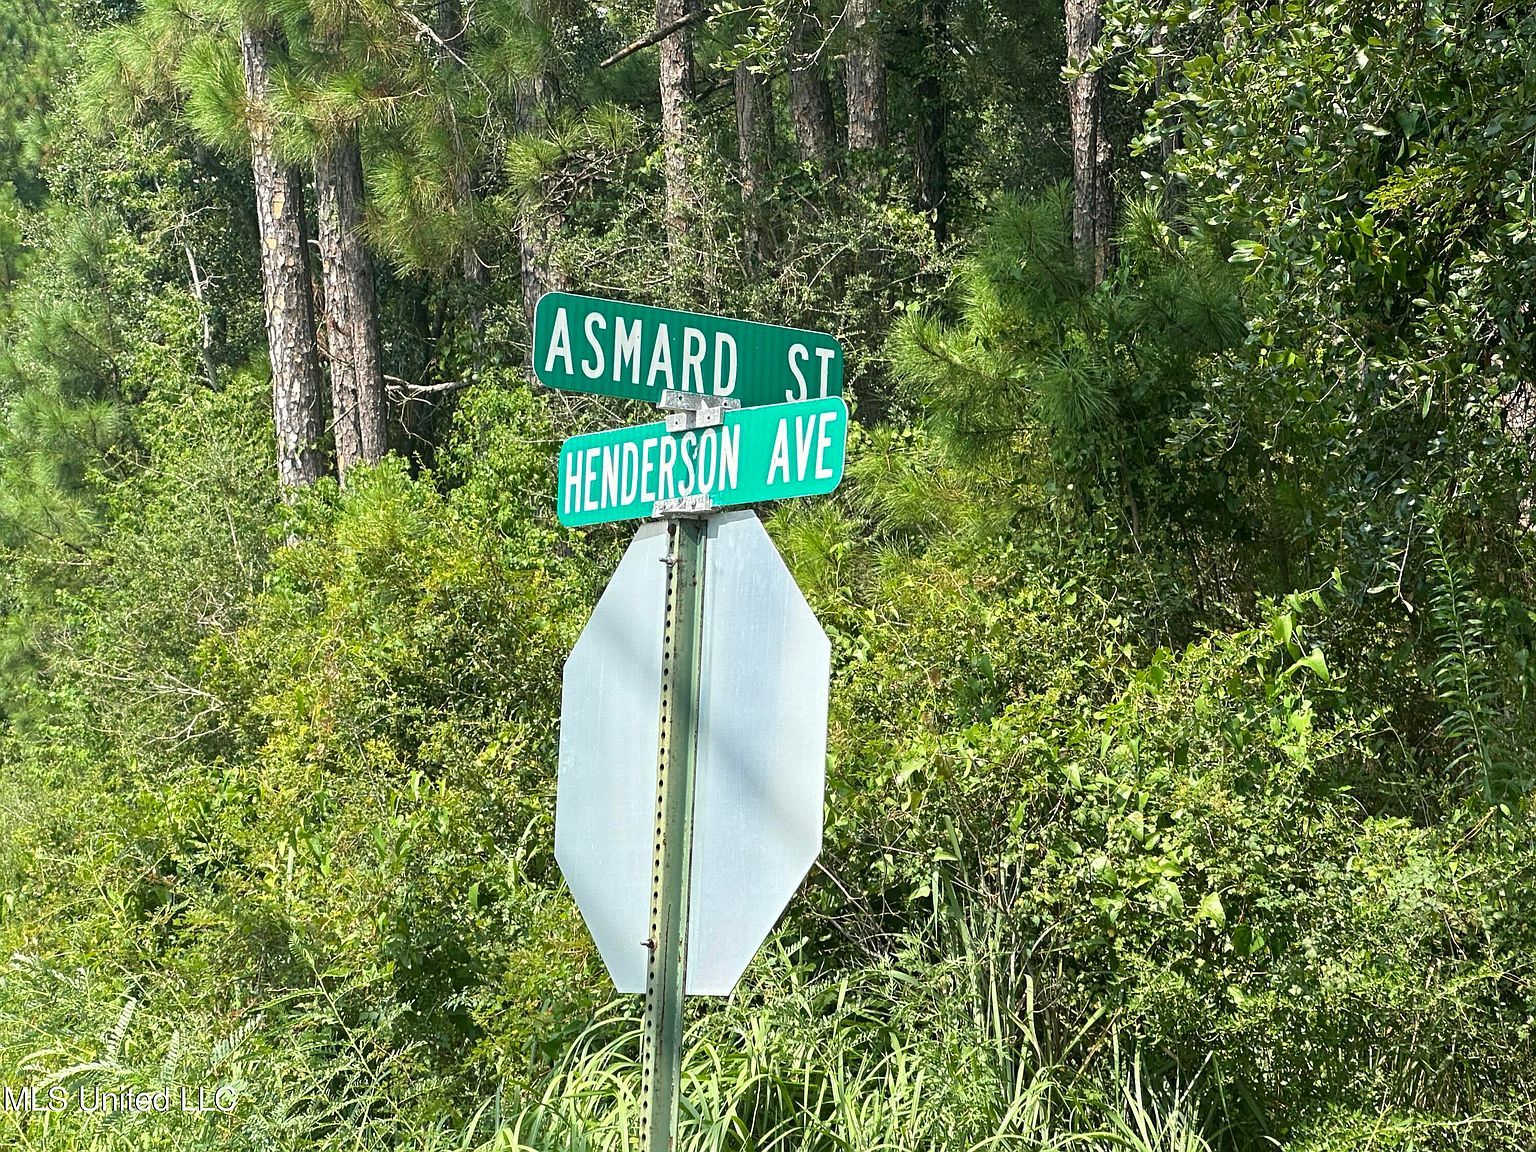 ASMARD ST
HENDERSON AVE
MLS United LLC